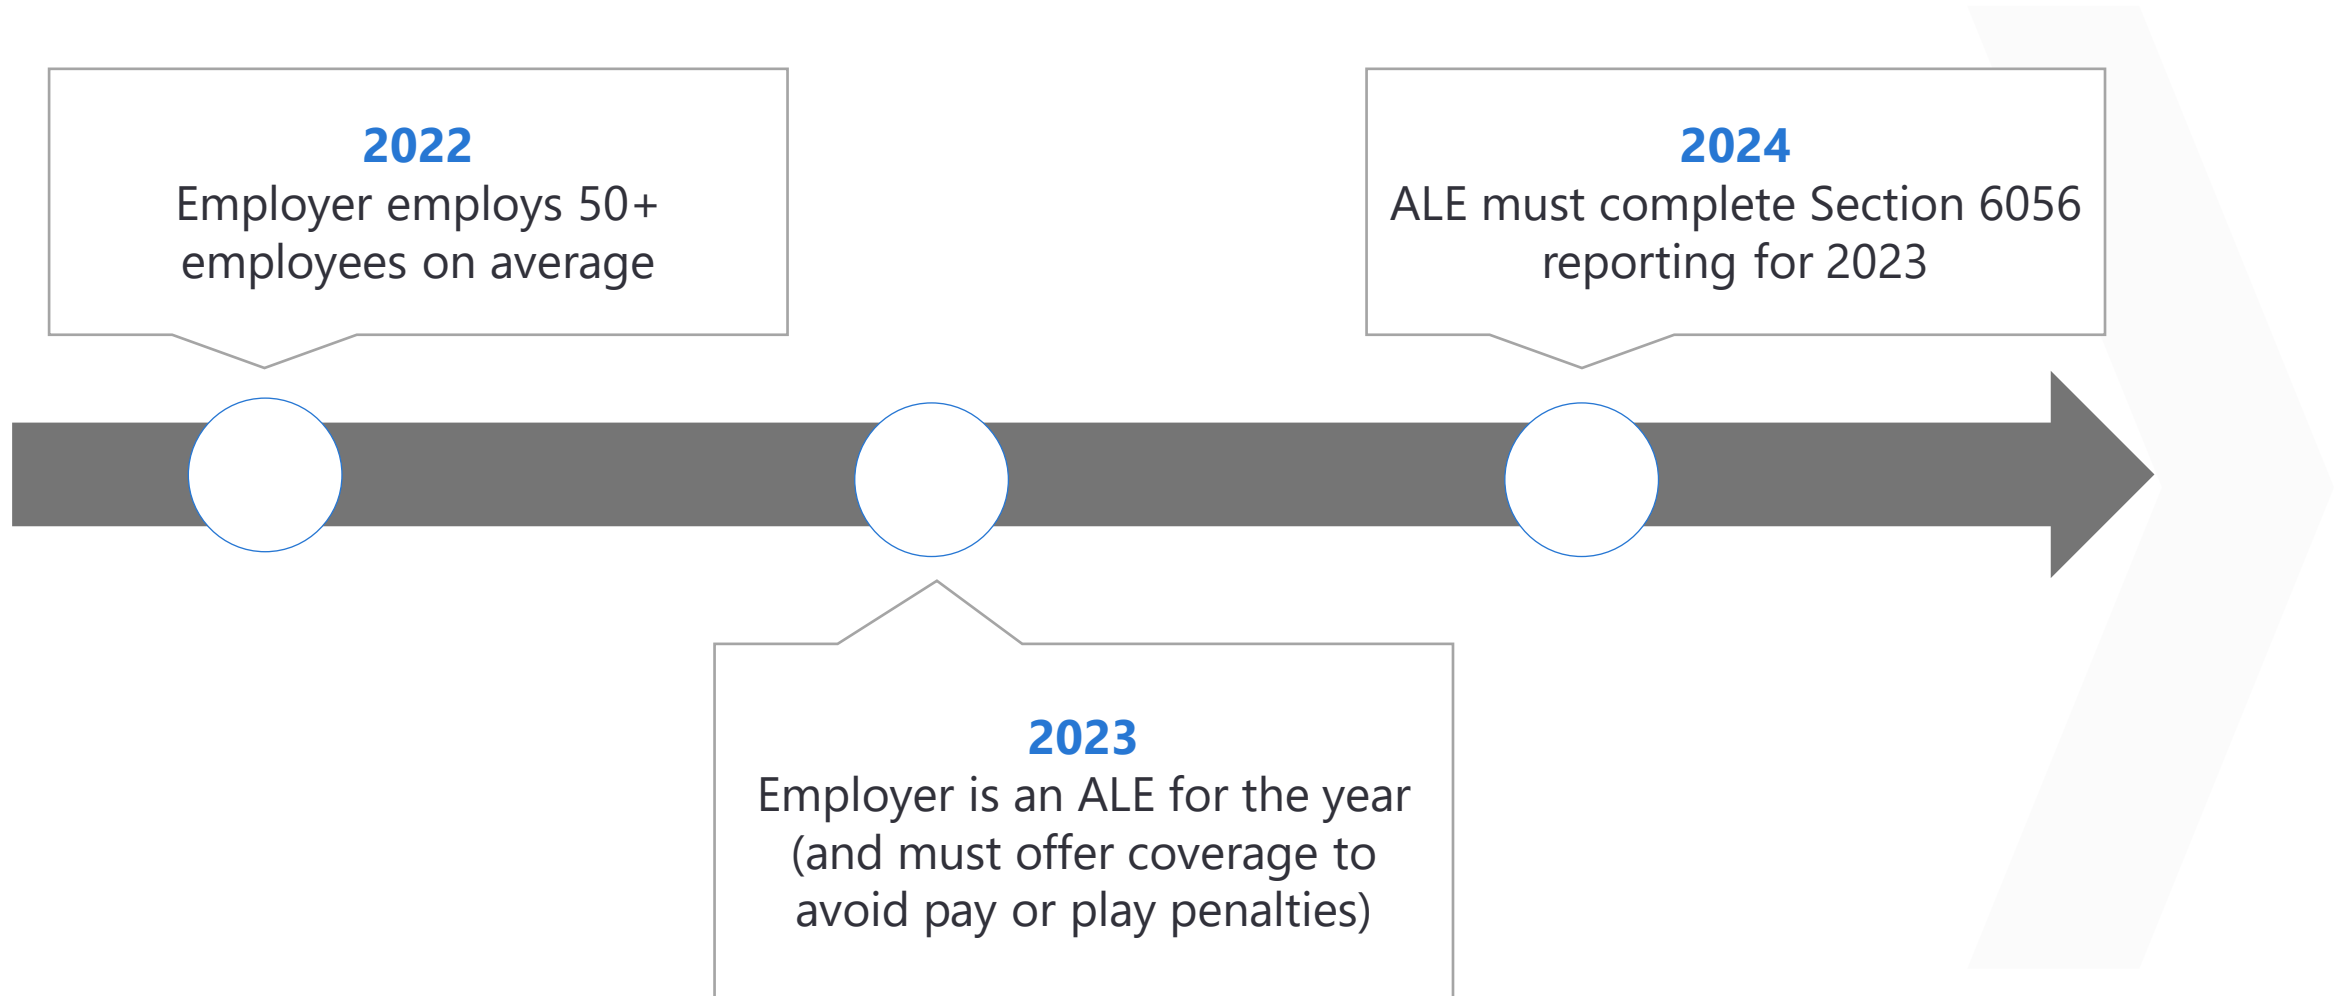 2022
Employer employs 50+
employees on average
2024
ALE must complete Section 6056
reporting for 2023
2023
Employer is an ALE for the year
(and must offer coverage to
avoid pay or play penalties)